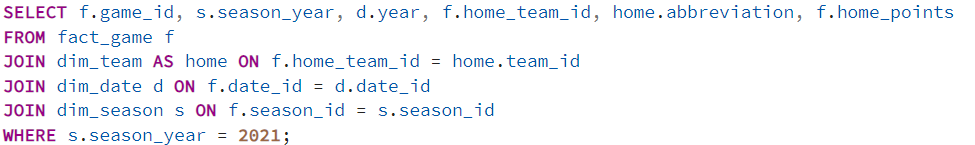 SELECT f.game_id, s.season_year, d.year, f.home_team_id, home.abbreviation, f.home_points
FROM fact_game f
JOIN dim_team AS home ON f.home_team_id = home.team_id
JOIN dim_date d ON f.date_id = d.date_id
JOIN dim_season s ON f.season_id = s.season_id
WHERE s.season_year = 2021;